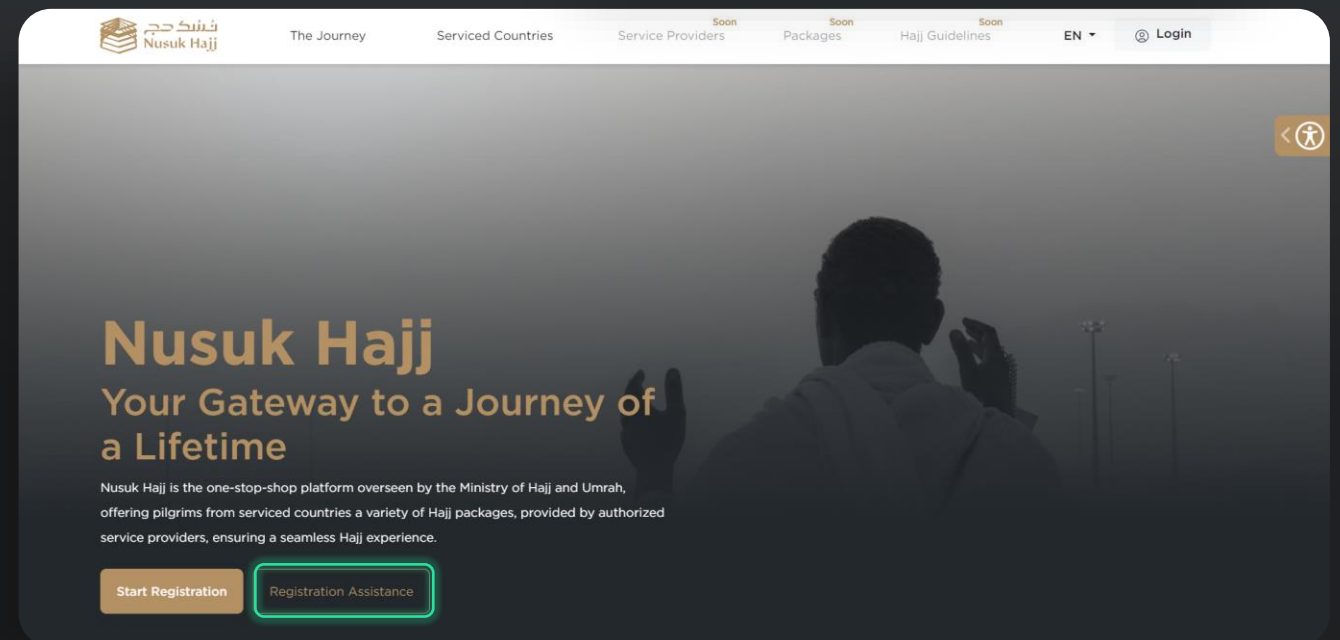 نسك حج
Nusuk Hajj
The Journey
Serviced Countries
Soon
Service Providers
Soon
Packages
Soon
Hajj Guidelines
EN
Login
Nusuk Hajj
Your Gateway to a Journey of
a Lifetime
Nusuk Hajj is the one-stop-shop platform overseen by the Ministry of Hajj and Umrah,
offering pilgrims from serviced countries a variety of Hajj packages, provided by authorized
service providers, ensuring a seamless Hajj experience.
Start Registration
Registration Assistance